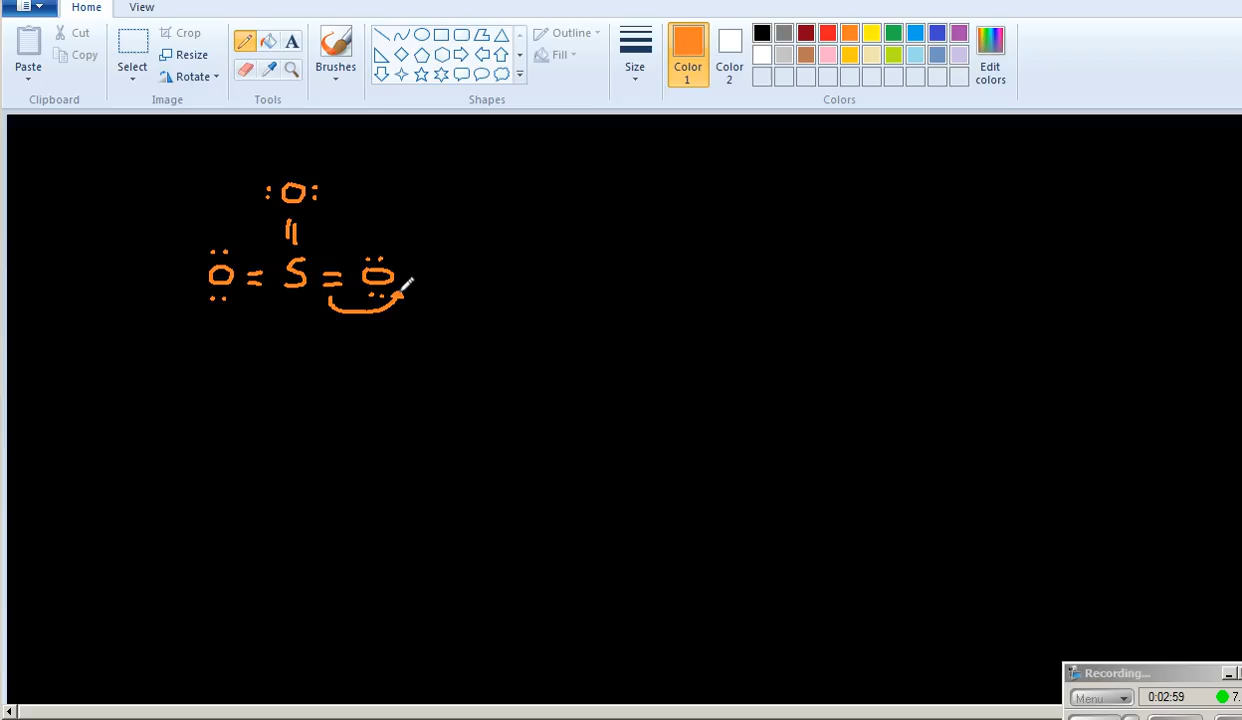 Home View
Cut
Copy
Paste
Clipboard
Select
Crop
Resize
Rotate
Image
A
Tools
Brushes
Shapes
Outline
Fill
Size
Color 1
Color 2
Edit colors
Colors
:O:
||
O = S = O
Recording...
Menu 0:02:59 7.